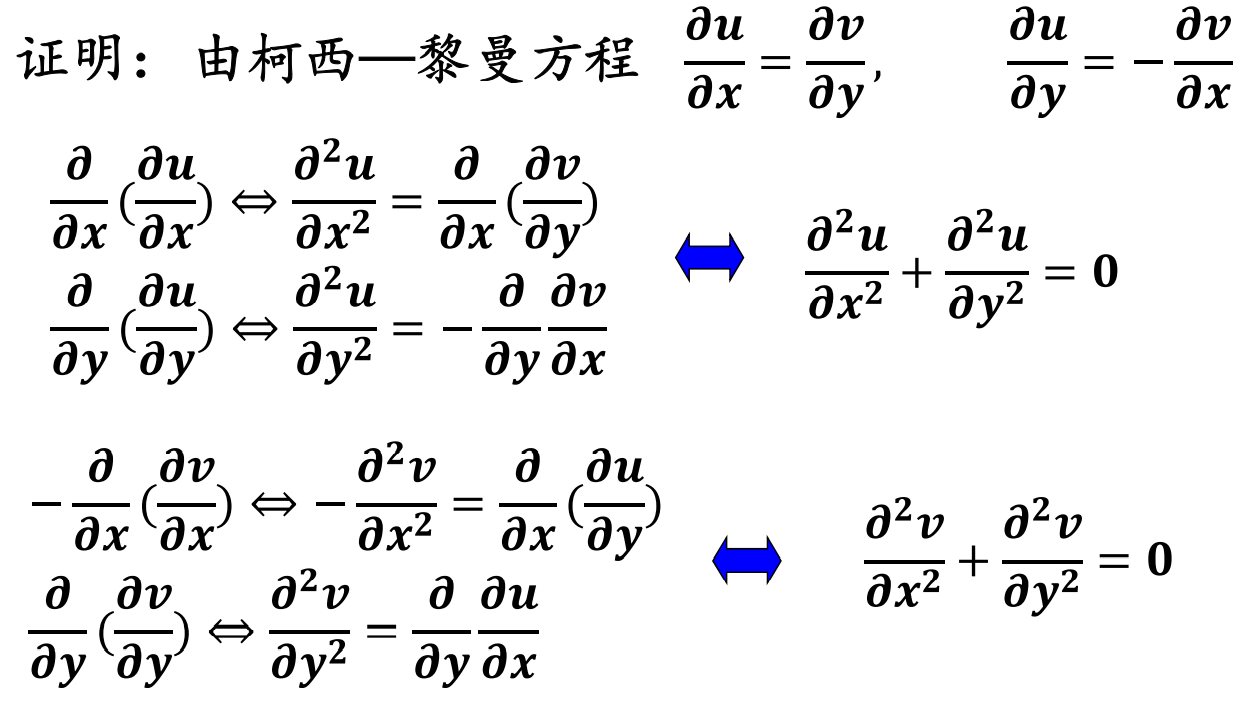 证明： 由柯西—黎曼方程 ∂u/∂x = ∂v/∂y, ∂u/∂y = − ∂v/∂x
∂/∂x (∂u/∂x) ⇔ ∂²u/∂x² = ∂/∂x (∂v/∂y)
∂/∂y (∂u/∂y) ⇔ ∂²u/∂y² = − ∂/∂y ∂v/∂x
∂²u/∂x² + ∂²u/∂y² = 0
− ∂/∂x (∂v/∂x) ⇔ − ∂²v/∂x² = ∂/∂x (∂u/∂y)
∂/∂y (∂v/∂y) ⇔ ∂²v/∂y² = ∂/∂y ∂u/∂x
∂²v/∂x² + ∂²v/∂y² = 0